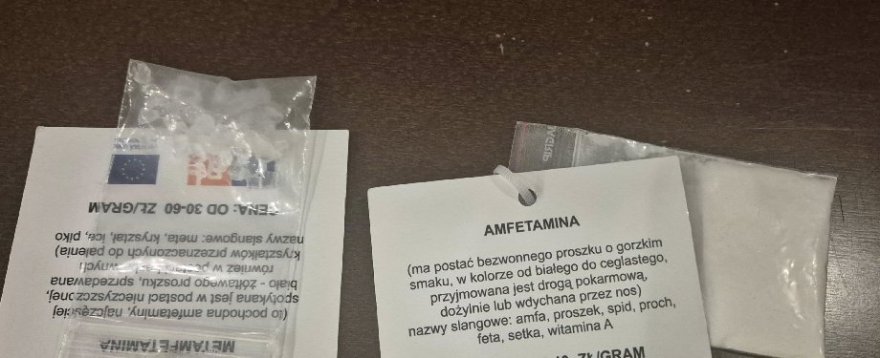 METAMFETAMINA
(to pochodna amfetaminy, najczęściej
spotykana jest w postaci nieczyszczonej,
biało - żółtawego proszku, sprzedawana
również w postaci
kryształków przeznaczonych do palenia)
nazwy slangowe: meta, kryształ, ice, piko
CENA: OD 30-60 ZŁ/GRAM
AMFETAMINA
(ma postać bezwonnego proszku o gorzkim
smaku, w kolorze od białego do ceglastego,
przyjmowana jest drogą pokarmową,
dożylnie lub wdychana przez nos)
nazwy slangowe: amfa, proszek, spid, proch,
feta, setka, witamina A
ZŁ/GRAM